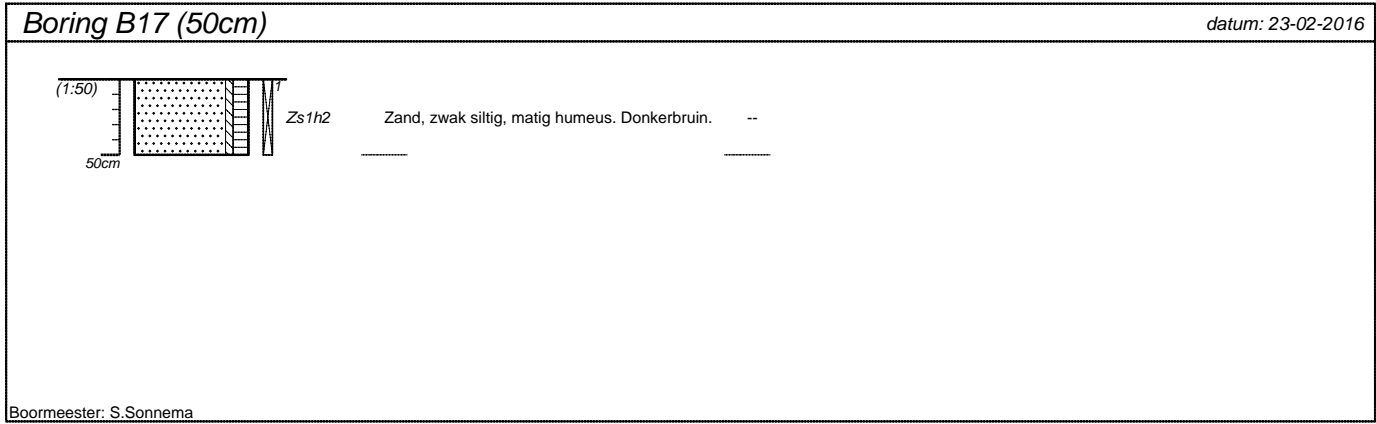 Boring B17 (50cm) datum: 23-02-2016
(1:50) 1
Zs1h2 Zand, zwak siltig, matig humeus. Donkerbruin. --
50cm
Boormeester: S.Sonnema